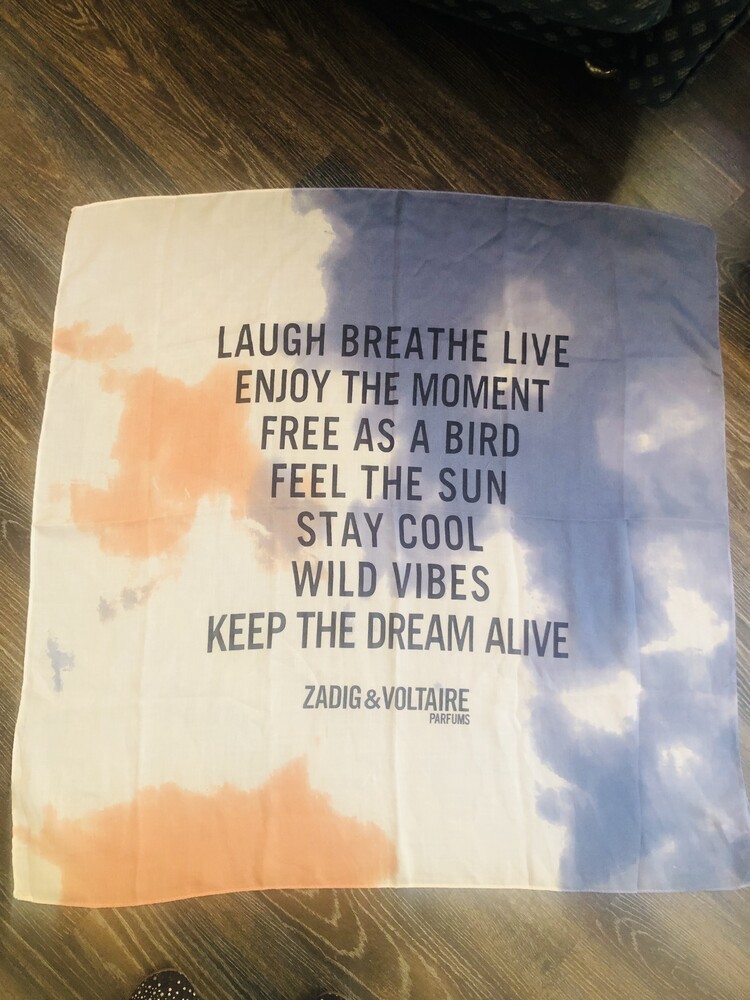 LAUGH BREATHE LIVE
ENJOY THE MOMENT
FREE AS A BIRD
FEEL THE SUN
STAY COOL
WILD VIBES
KEEP THE DREAM ALIVE
ZADIG & VOLTAIRE
PARFUMS